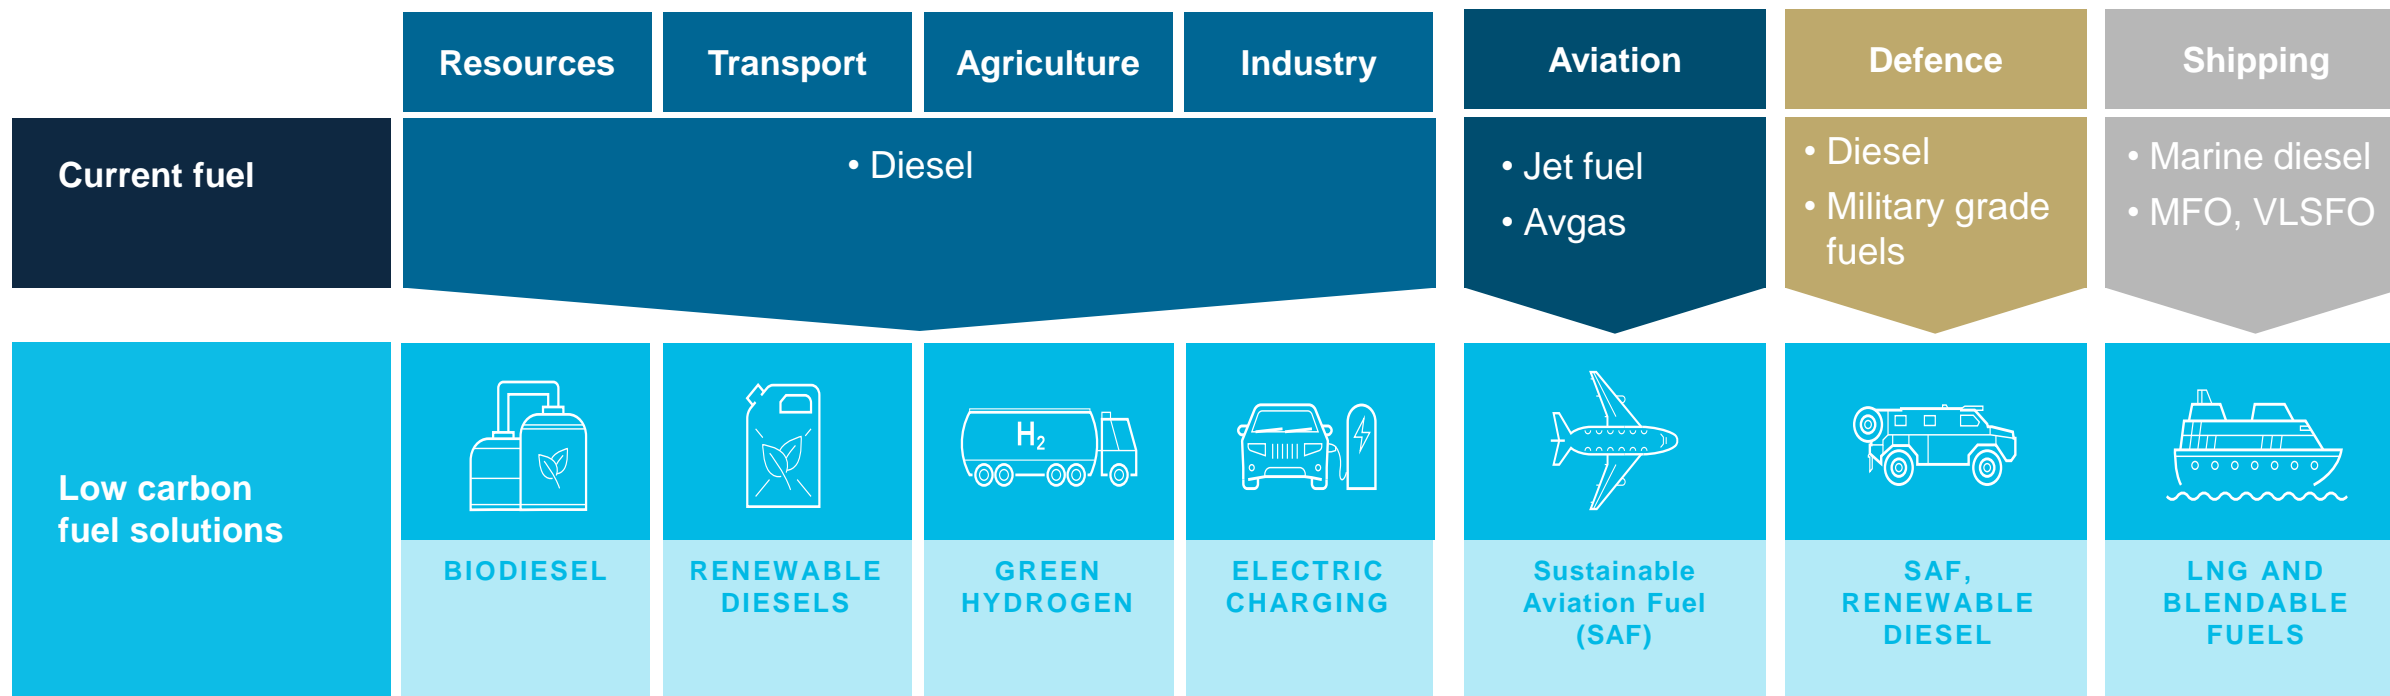 Resources
Transport
Agriculture
Industry
Aviation
Defence
Shipping
Current fuel
• Diesel
• Jet fuel
• Avgas
• Diesel
• Military grade
fuels
• Marine diesel
• MFO, VLSFO
Low carbon
fuel solutions
H₂
BIODIESEL
RENEWABLE
DIESELS
GREEN
HYDROGEN
ELECTRIC
CHARGING
Sustainable
Aviation Fuel
(SAF)
SAF,
RENEWABLE
DIESEL
LNG AND
BLENDABLE
FUELS